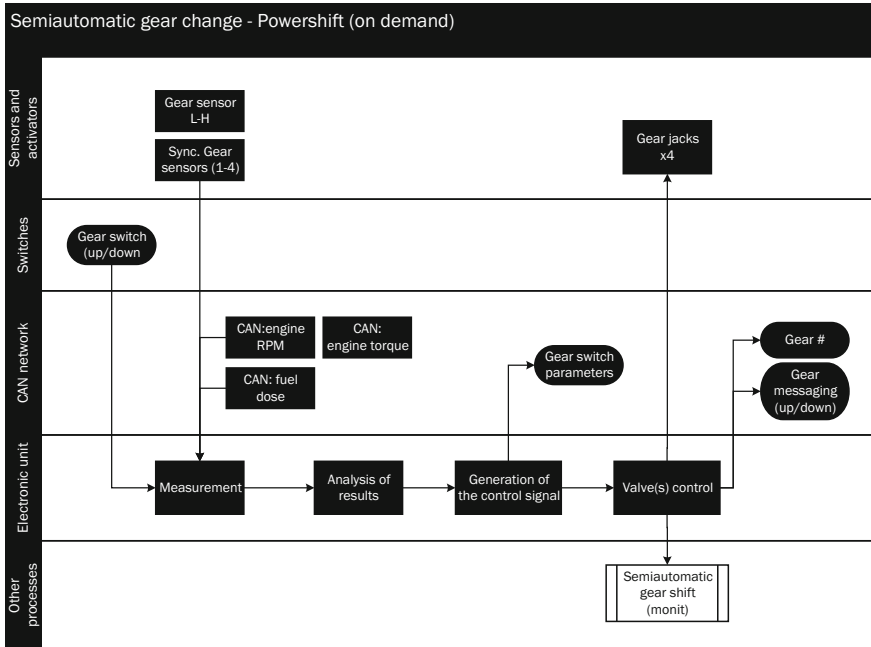 Semiautomatic gear change - Powershift (on demand)
Sensors and
activators
Gear sensor
L-H
Sync. Gear
sensors (1-4)
Gear jacks
x4
Switches
Gear switch
(up/down
CAN network
CAN:engine
RPM
CAN:
engine torque
CAN: fuel
dose
Gear switch
parameters
Gear #
Gear
messaging
(up/down)
Electronic unit
Measurement
Analysis of
results
Generation of
the control signal
Valve(s) control
Other
processes
Semiautomatic
gear shift
(monit)